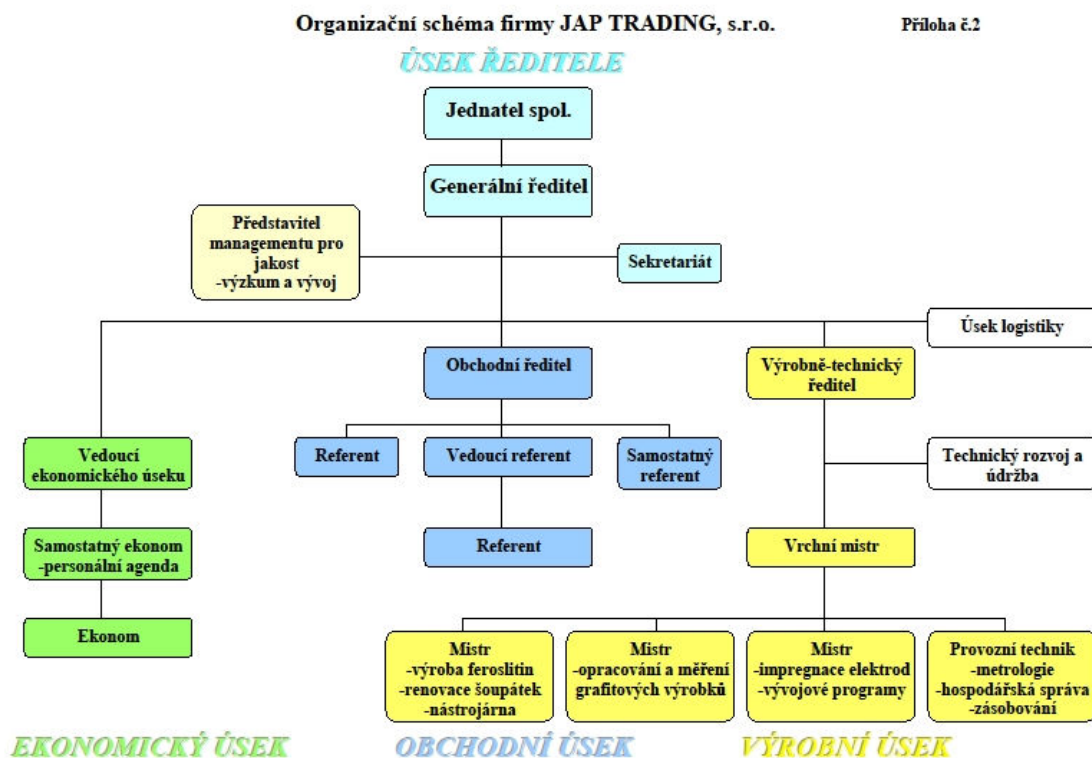 Organizační schéma firmy JAP TRADING, s.r.o.
Příloha č.2
ÚSEK ŘEDITELE
Jednatel spol.
Generální ředitel
Představitel
managementu pro
jakost
-výzkum a vývoj
Sekretariát
Úsek logistiky
Obchodní ředitel
Výrobně-technický
ředitel
Vedoucí
ekonomického úseku
Referent
Vedoucí referent
Samostatný
referent
Technický rozvoj a
údržba
Samostatný ekonom
-personální agenda
Referent
Vrchní mistr
Ekonom
Mistr
-výroba feroslitin
-renovace šoupátek
-nástrojárna
Mistr
-opracování a měření
grafitových výrobků
Mistr
-impregnace elektrod
-vývojové programy
Provozní technik
-metrologie
-hospodářská správa
-zásobování
EKONOMICKÝ ÚSEK
OBCHODNÍ ÚSEK
VÝROBNÍ ÚSEK